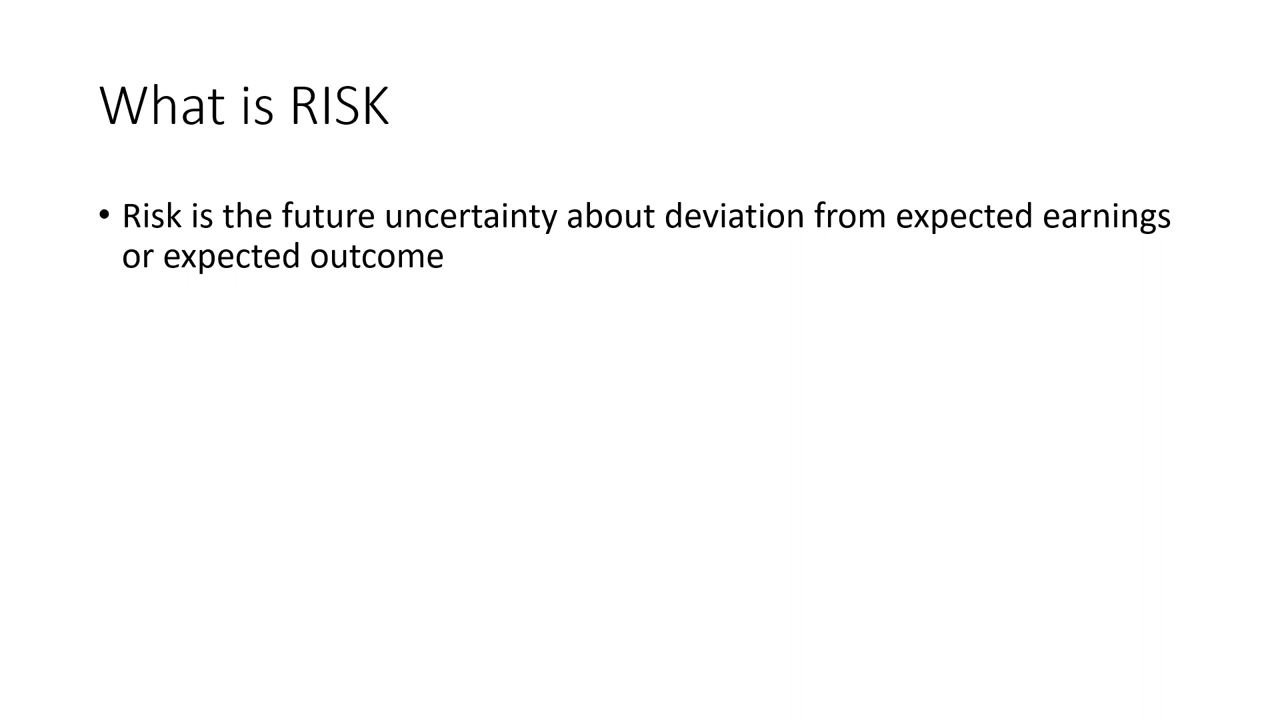 What is RISK
• Risk is the future uncertainty about deviation from expected earnings
or expected outcome